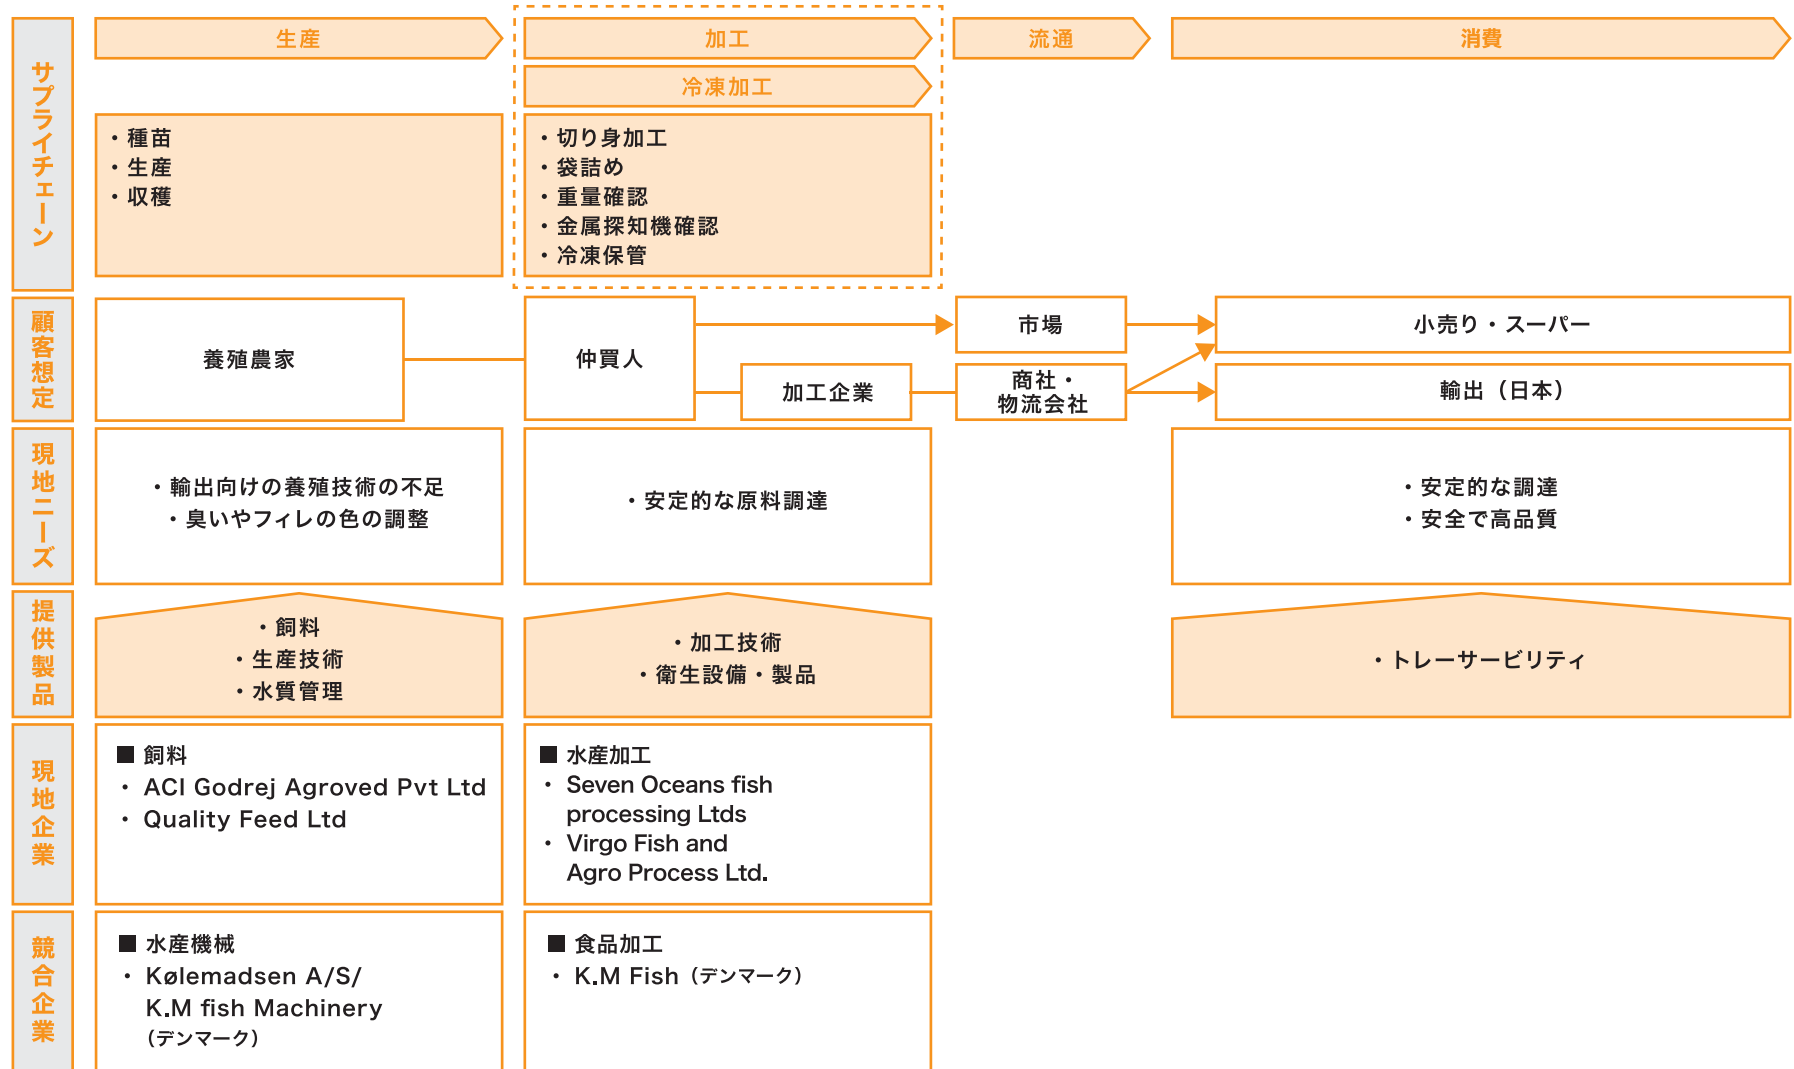 サプライチェーン
生産
加工
流通
消費
冷凍加工
・種苗
・生産
・収穫
・切り身加工
・袋詰め
・重量確認
・金属探知機確認
・冷凍保管
顧客想定
養殖農家
仲買人
加工企業
市場
商社・
物流会社
小売り・スーパー
輸出（日本）
現地ニーズ
・輸出向けの養殖技術の不足
・臭いやフィレの色の調整
・安定的な原料調達
・安定的な調達
・安全で高品質
提供製品
・飼料
・生産技術
・水質管理
・加工技術
・衛生設備・製品
・トレーサービリティ
現地企業
■ 飼料
・ ACI Godrej Agroved Pvt Ltd
・ Quality Feed Ltd
■ 水産加工
・ Seven Oceans fish
processing Ltds
・ Virgo Fish and
Agro Process Ltd.
競合企業
■ 水産機械
・ Kølemadsen A/S/
K.M fish Machinery
（デンマーク）
■ 食品加工
・ K.M Fish（デンマーク）